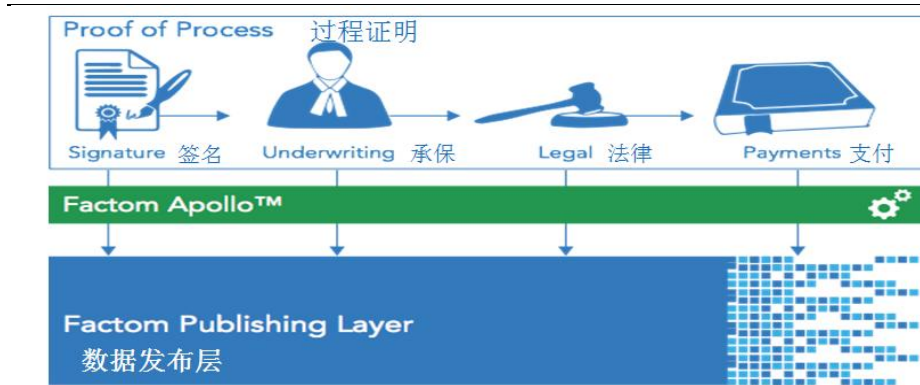 Proof of Process 过程证明
Signature 签名 Underwriting 承保 Legal 法律 Payments 支付
Factom Apollo™
Factom Publishing Layer
数据发布层